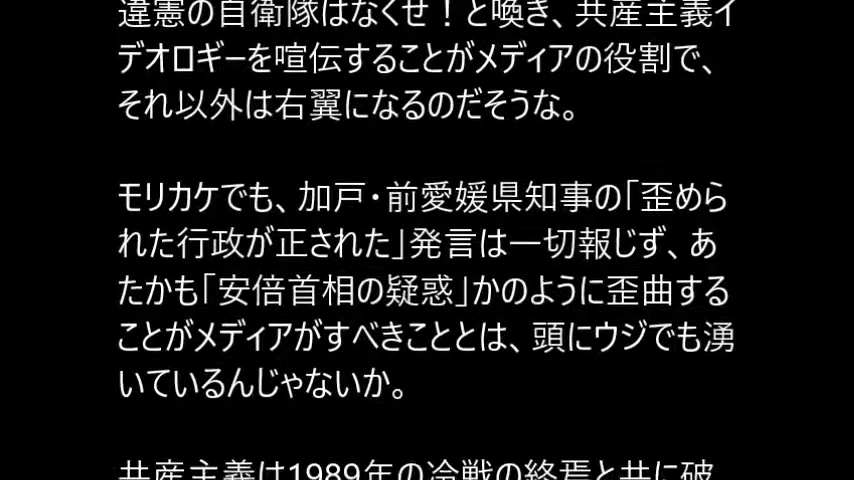 違憲の自衛隊はなくせ！と喚き、共産主義イ
デオロギーを喧伝することがメディアの役割で、
それ以外は右翼になるのだそうな。
モリカケでも、加戸・前愛媛県知事の「歪めら
れた行政が正された」発言は一切報じず、あ
たかも「安倍首相の疑惑」かのように歪曲する
ことがメディアがすべきこととは、頭にウジでも湧
いているんじゃないか。
共産主義は1989年の冷戦の終焉と共に破